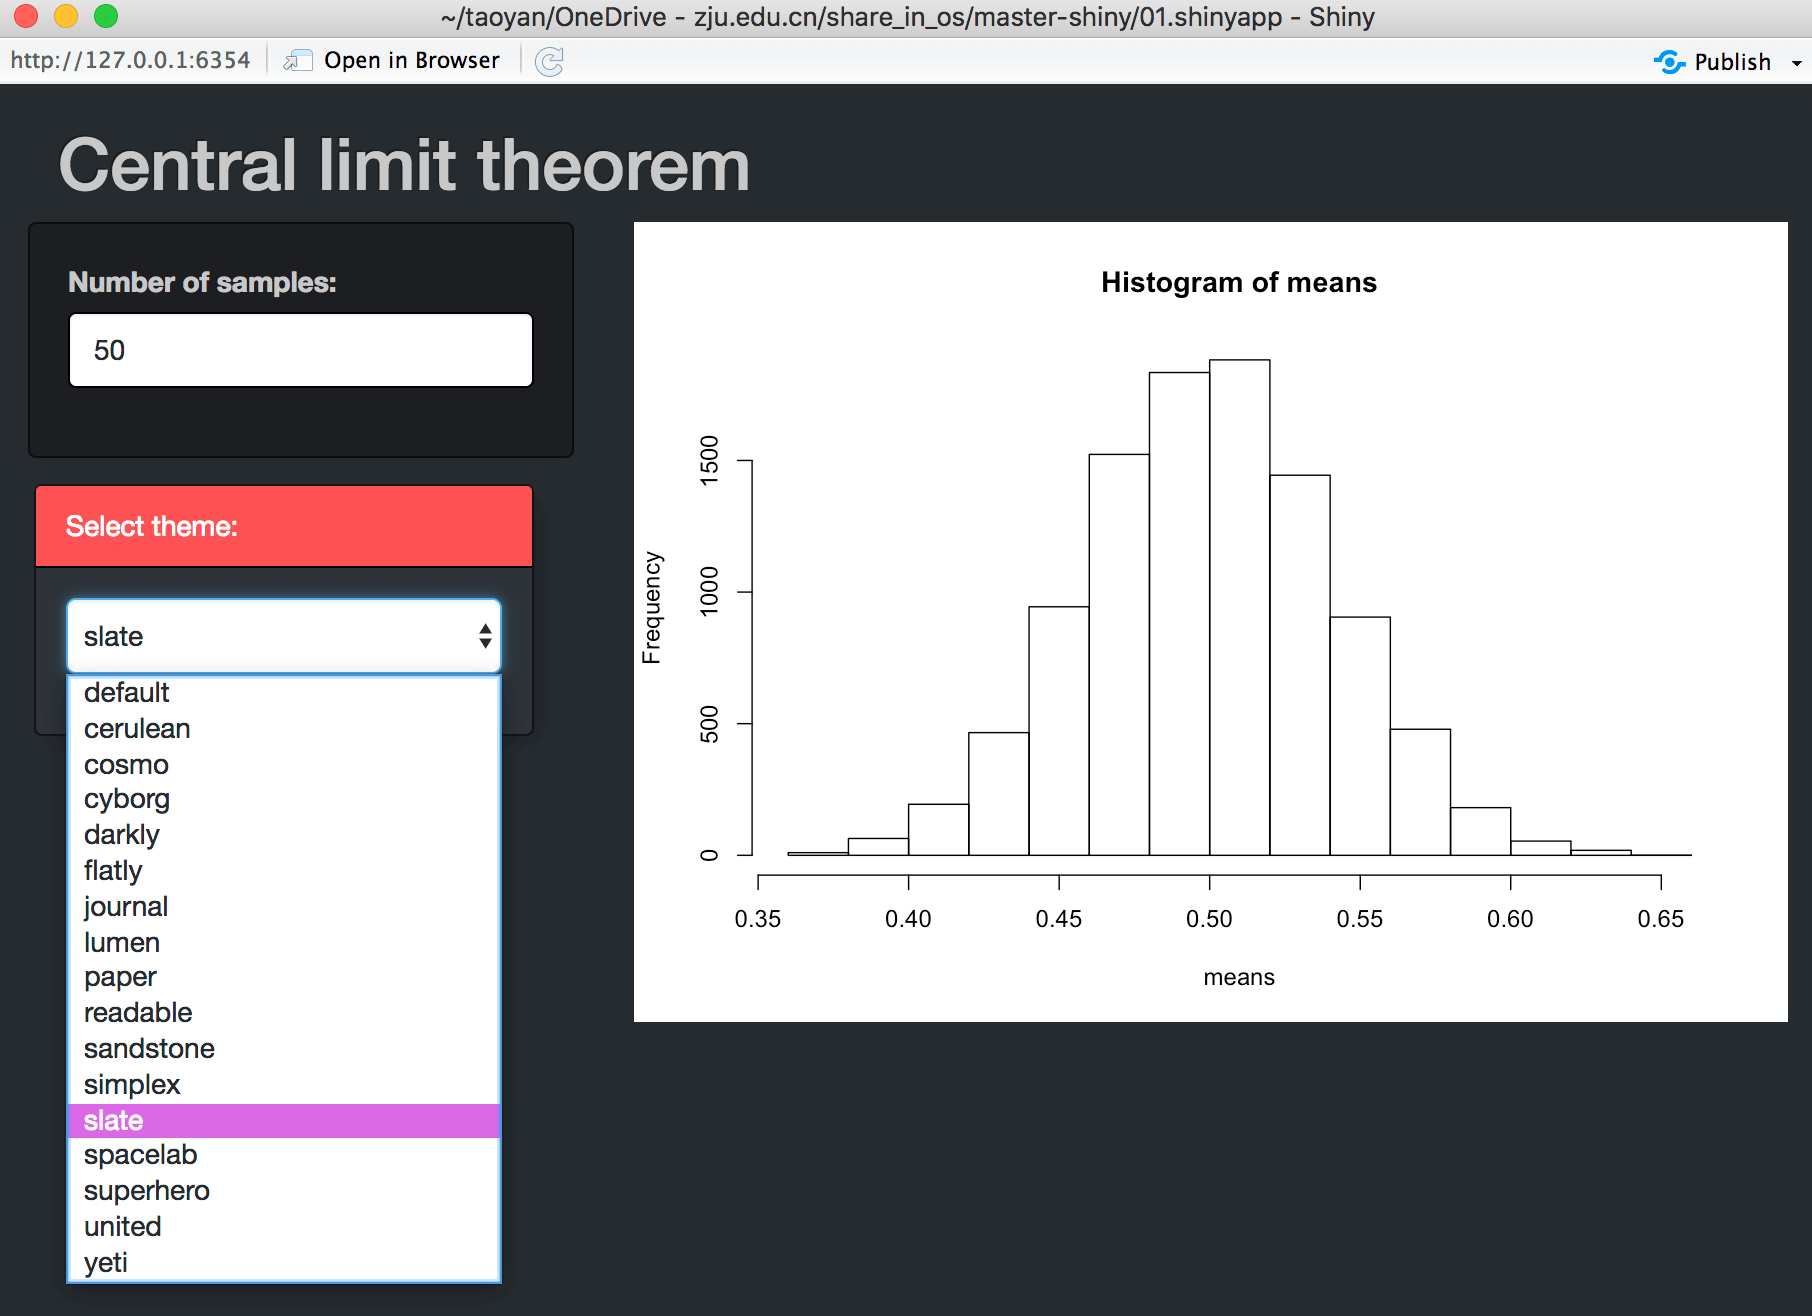 ~/taoyan/OneDrive - zju.edu.cn/share_in_os/master-shiny/01.shinyapp - Shiny
http://127.0.0.1:6354 Open in Browser Publish
Central limit theorem
Number of samples:
50
Select theme:
slate
default
cerulean
cosmo
cyborg
darkly
flatly
journal
lumen
paper
readable
sandstone
simplex
slate
spacelab
superhero
united
yeti
Histogram of means
Frequency
1500
1000
500
0
0.35 0.40 0.45 0.50 0.55 0.60 0.65
means